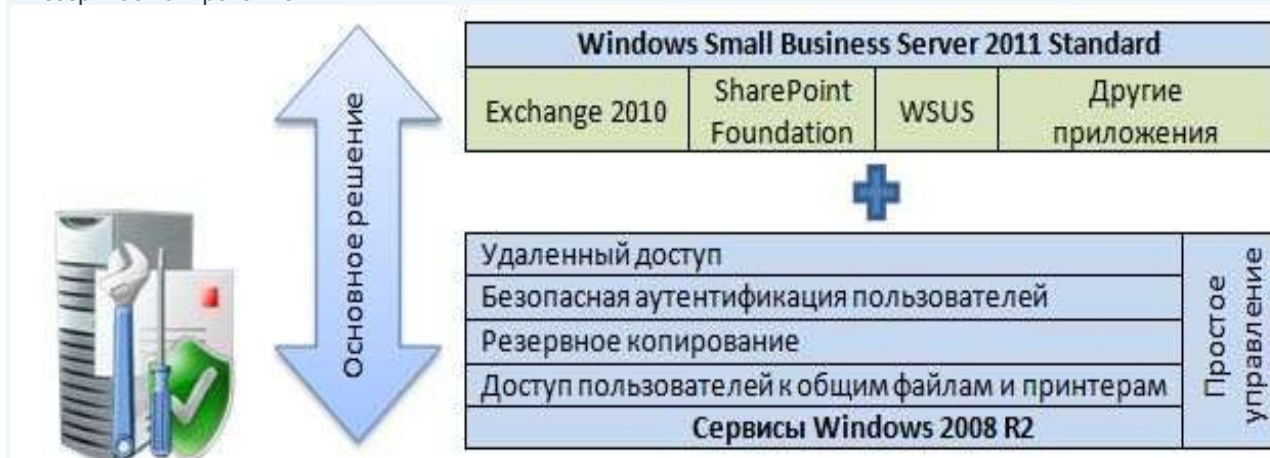 Windows Small Business Server 2011 Standard
Exchange 2010
SharePoint
Foundation
WSUS
Другие
приложения
Основное решение
Удаленный доступ
Безопасная аутентификация пользователей
Резервное копирование
Доступ пользователей к общим файлам и принтерам
Сервисы Windows 2008 R2
Простое
управление